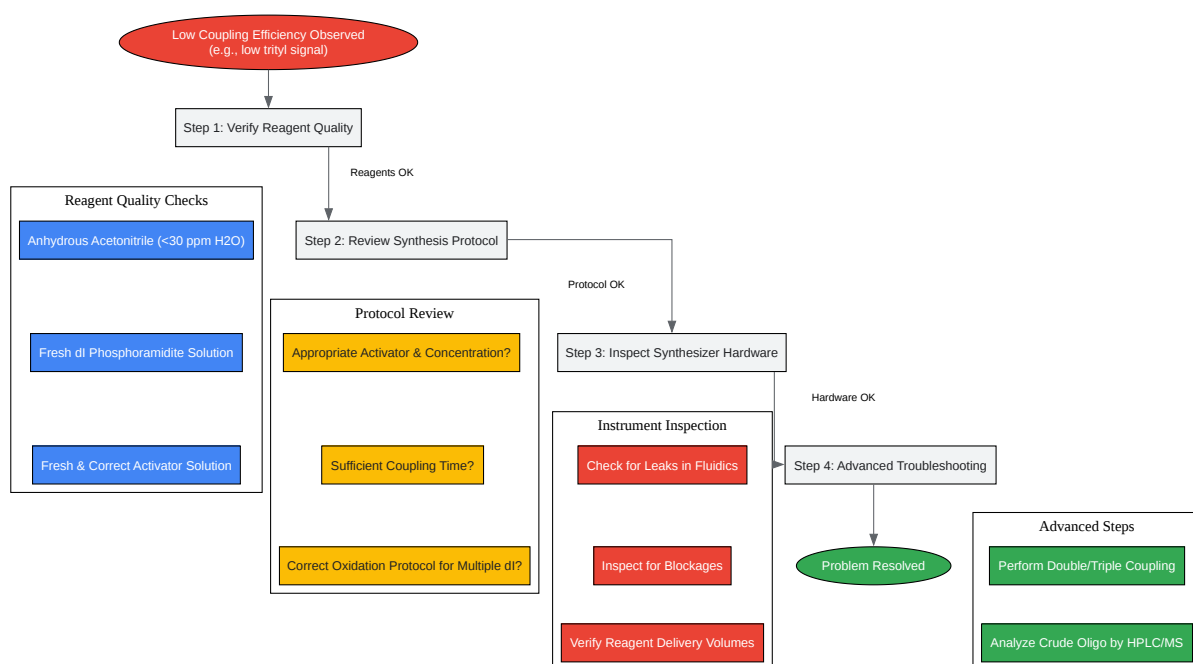 Low Coupling Efficiency Observed
(e.g., low trityl signal)
Step 1: Verify Reagent Quality
Reagents OK
Reagent Quality Checks
Anhydrous Acetonitrile (<30 ppm H2O)
Fresh dI Phosphoramidite Solution
Fresh & Correct Activator Solution
Step 2: Review Synthesis Protocol
Protocol OK
Protocol Review
Appropriate Activator & Concentration?
Sufficient Coupling Time?
Correct Oxidation Protocol for Multiple dI?
Step 3: Inspect Synthesizer Hardware
Hardware OK
Instrument Inspection
Check for Leaks in Fluidics
Inspect for Blockages
Verify Reagent Delivery Volumes
Step 4: Advanced Troubleshooting
Problem Resolved
Advanced Steps
Perform Double/Triple Coupling
Analyze Crude Oligo by HPLC/MS